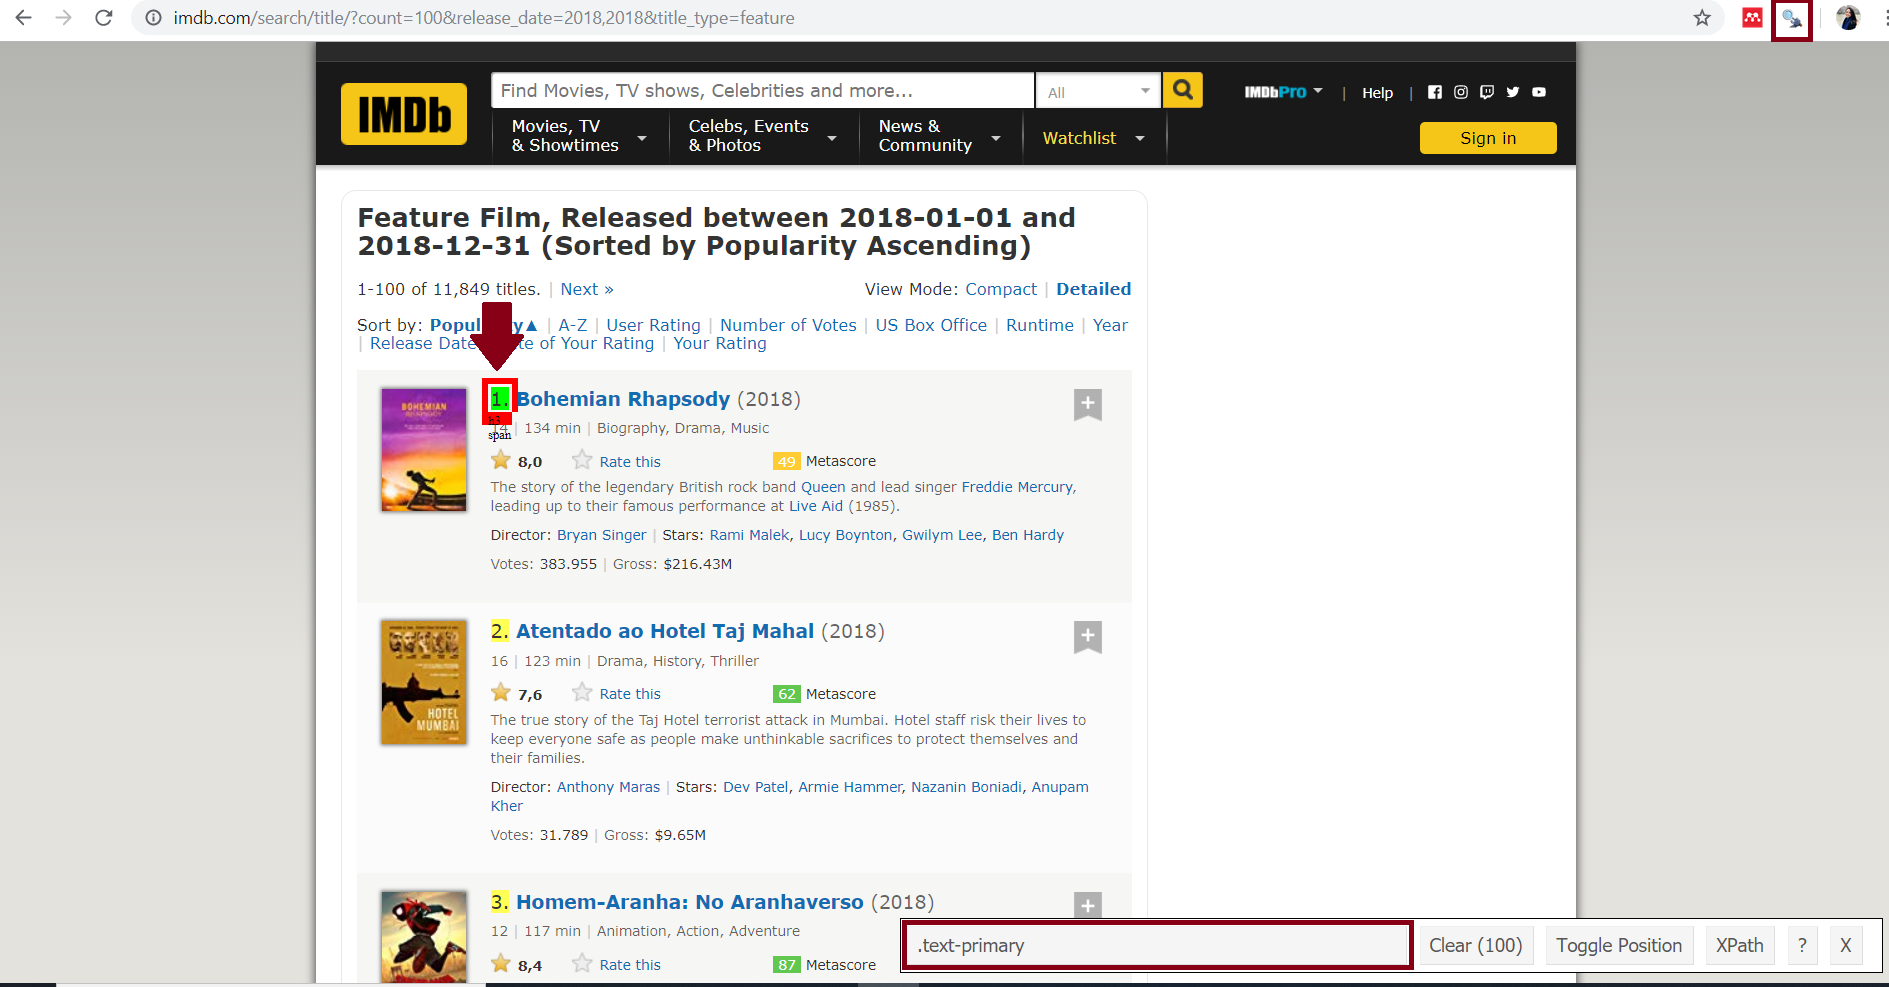 imdb.com/search/title/?count=100&release_date=2018,2018&title_type=feature
IMDb
Find Movies, TV shows, Celebrities and more...
All
IMDbPro
|
Help
|
Movies, TV
& Showtimes
Celebs, Events
& Photos
News &
Community
Watchlist
Sign in
Feature Film, Released between 2018-01-01 and
2018-12-31 (Sorted by Popularity Ascending)
1-100 of 11,849 titles. | Next »
View Mode: Compact | Detailed
Sort by: Popul y▲ | A-Z | User Rating | Number of Votes | US Box Office | Runtime | Year
| Release Date te of Your Rating | Your Rating
BOHEMIAN
RHAPSODY
1. Bohemian Rhapsody (2018)
h3
span
14 | 134 min | Biography, Drama, Music
8,0 Rate this 49 Metascore
The story of the legendary British rock band Queen and lead singer Freddie Mercury,
leading up to their famous performance at Live Aid (1985).
Director: Bryan Singer | Stars: Rami Malek, Lucy Boynton, Gwilym Lee, Ben Hardy
Votes: 383.955 | Gross: $216.43M
HOTEL
MUMBAI
2. Atentado ao Hotel Taj Mahal (2018)
16 | 123 min | Drama, History, Thriller
7,6 Rate this 62 Metascore
The true story of the Taj Hotel terrorist attack in Mumbai. Hotel staff risk their lives to
keep everyone safe as people make unthinkable sacrifices to protect themselves and
their families.
Director: Anthony Maras | Stars: Dev Patel, Armie Hammer, Nazanin Boniadi, Anupam
Kher
Votes: 31.789 | Gross: $9.65M
3. Homem-Aranha: No Aranhaverso (2018)
12 | 117 min | Animation, Action, Adventure
8,4 Rate this 87 Metascore
.text-primary
Clear (100)
Toggle Position
XPath
?
X